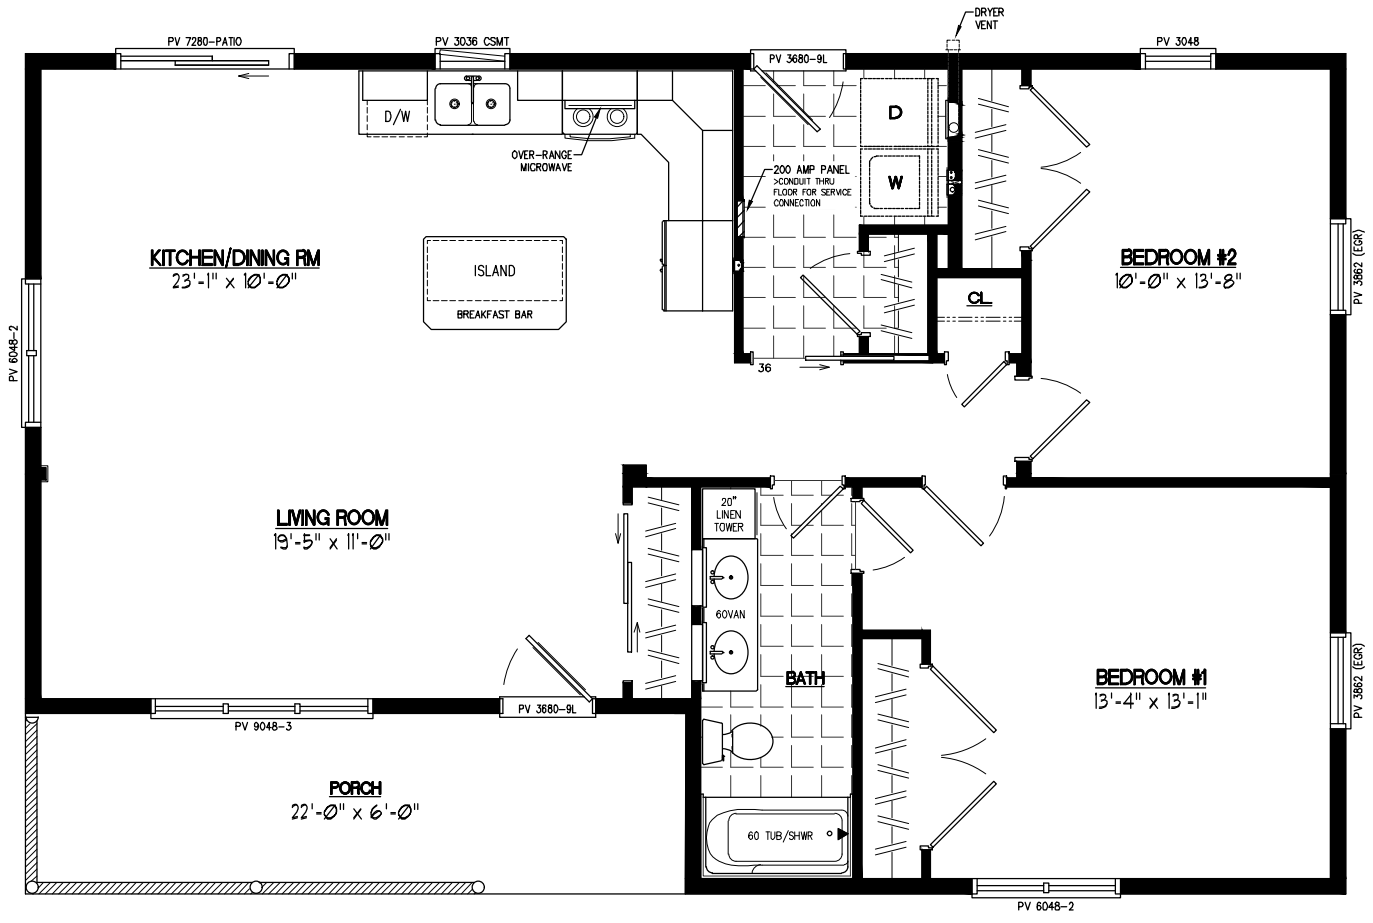 DRYER
VENT
PV 7280-PATIO
PV 3036 CSMT
PV 3680-9L
PV 3048
D/W
D
OVER-RANGE
MICROWAVE
200 AMP PANEL
>CONDUIT THRU
FLOOR FOR SERVICE
CONNECTION
W
KITCHEN/DINING RM
23'-1" x 10'-0"
ISLAND
BREAKFAST BAR
BEDROOM #2
10'-0" x 13'-8"
PV 3862 (EGR)
CL.
PV 6048-2
36
20"
LINEN
TOWER
LIVING ROOM
19'-5" x 11'-0"
60VAN
BATH
BEDROOM #1
13'-4" x 13'-1"
PV 3862 (EGR)
PV 3680-9L
PV 9048-3
PORCH
22'-0" x 6'-0"
60 TUB/SHWR
PV 6048-2